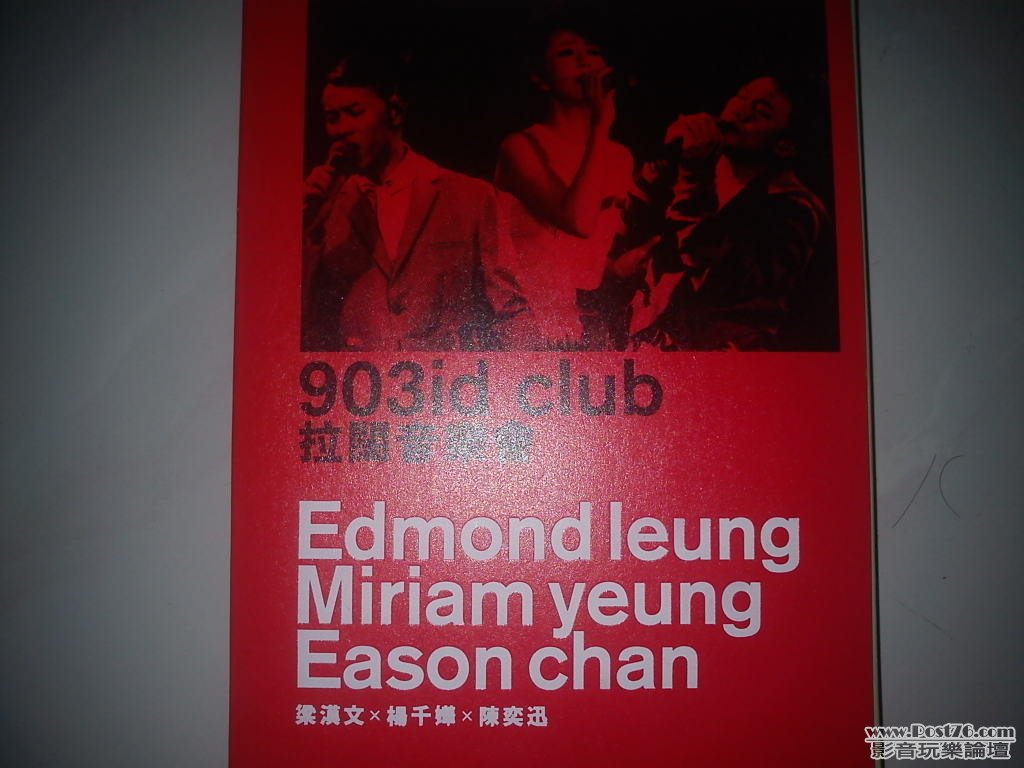 903id club
拉闊音樂會
Edmond leung
Miriam yeung
Eason chan
梁漢文×楊千嬅×陳奕迅
www.Post76.com
影音玩樂論壇